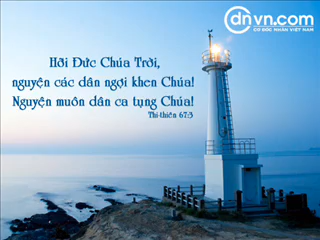 cdnvn.com
CƠ ĐỐC NHÂN VIỆT NAM
Hỡi Đức Chúa Trời,
nguyện các dân ngợi khen Chúa!
Nguyện muôn dân ca tụng Chúa!
Thi-thiên 67:3